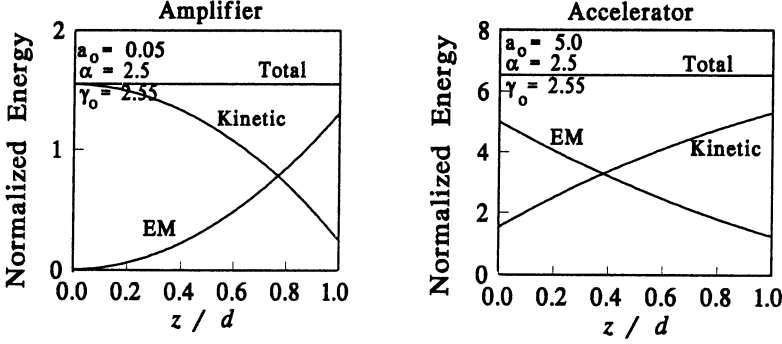 Amplifier
Normalized Energy
2
1
0
a₀ = 0.05
α = 2.5
γ₀ = 2.55
Total
Kinetic
EM
0.0 0.2 0.4 0.6 0.8 1.0
z / d
Accelerator
Normalized Energy
8
6
4
2
0
a₀ = 5.0
α = 2.5
γ₀ = 2.55
Total
EM
Kinetic
0.0 0.2 0.4 0.6 0.8 1.0
z / d